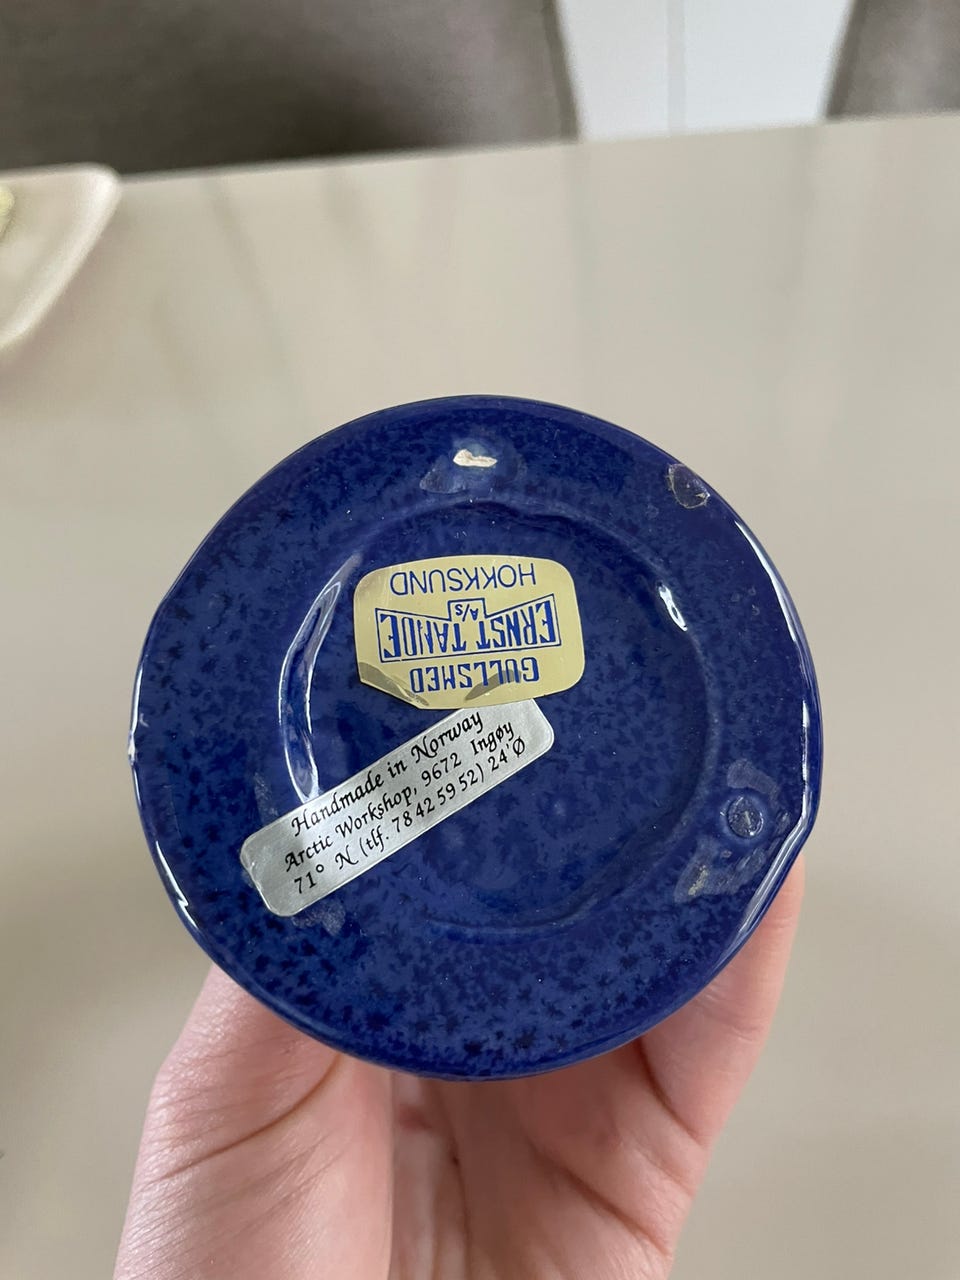 GULLSMED
ERNST TANDE
A/S
HOKKSUND
Handmade in Norway
Arctic Workshop, 9672 Ingøy
71° N (tlf. 78 42 59 52) 24'Ø